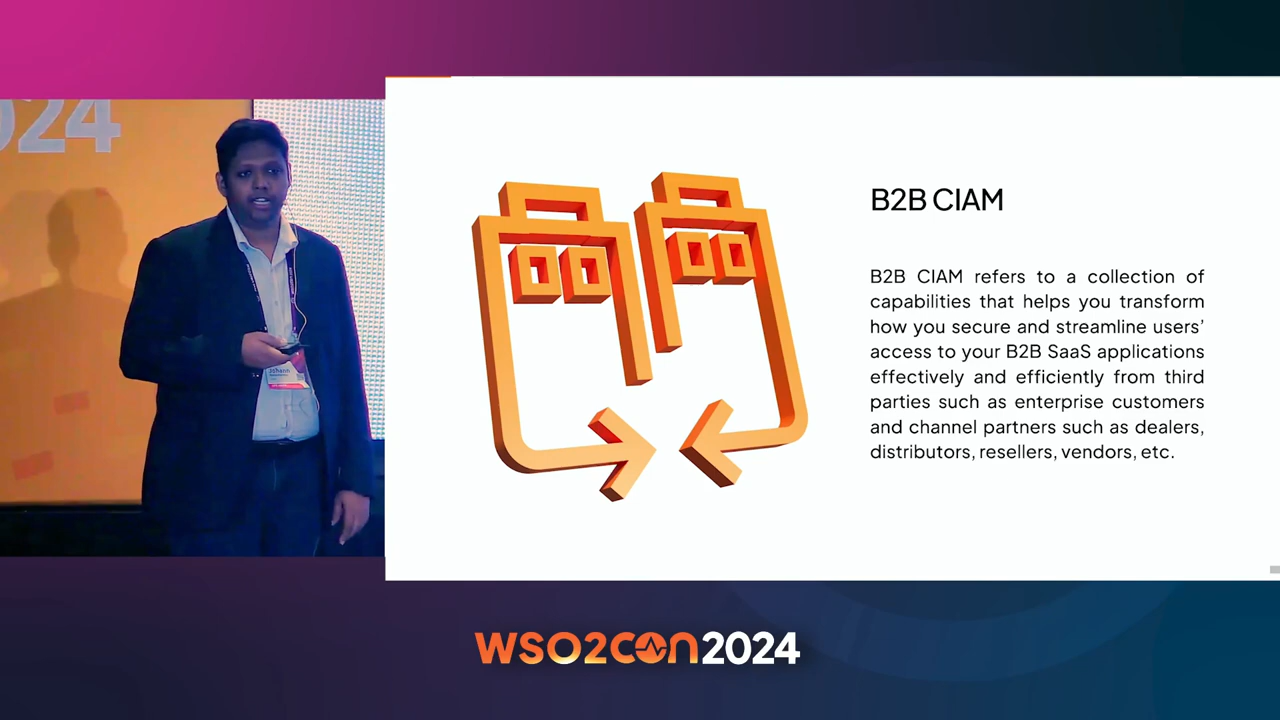 024
Johann
B2B CIAM
B2B CIAM refers to a collection of
capabilities that helps you transform
how you secure and streamline users'
access to your B2B SaaS applications
effectively and efficiently from third
parties such as enterprise customers
and channel partners such as dealers,
distributors, resellers, vendors, etc.
WSO2CON2024